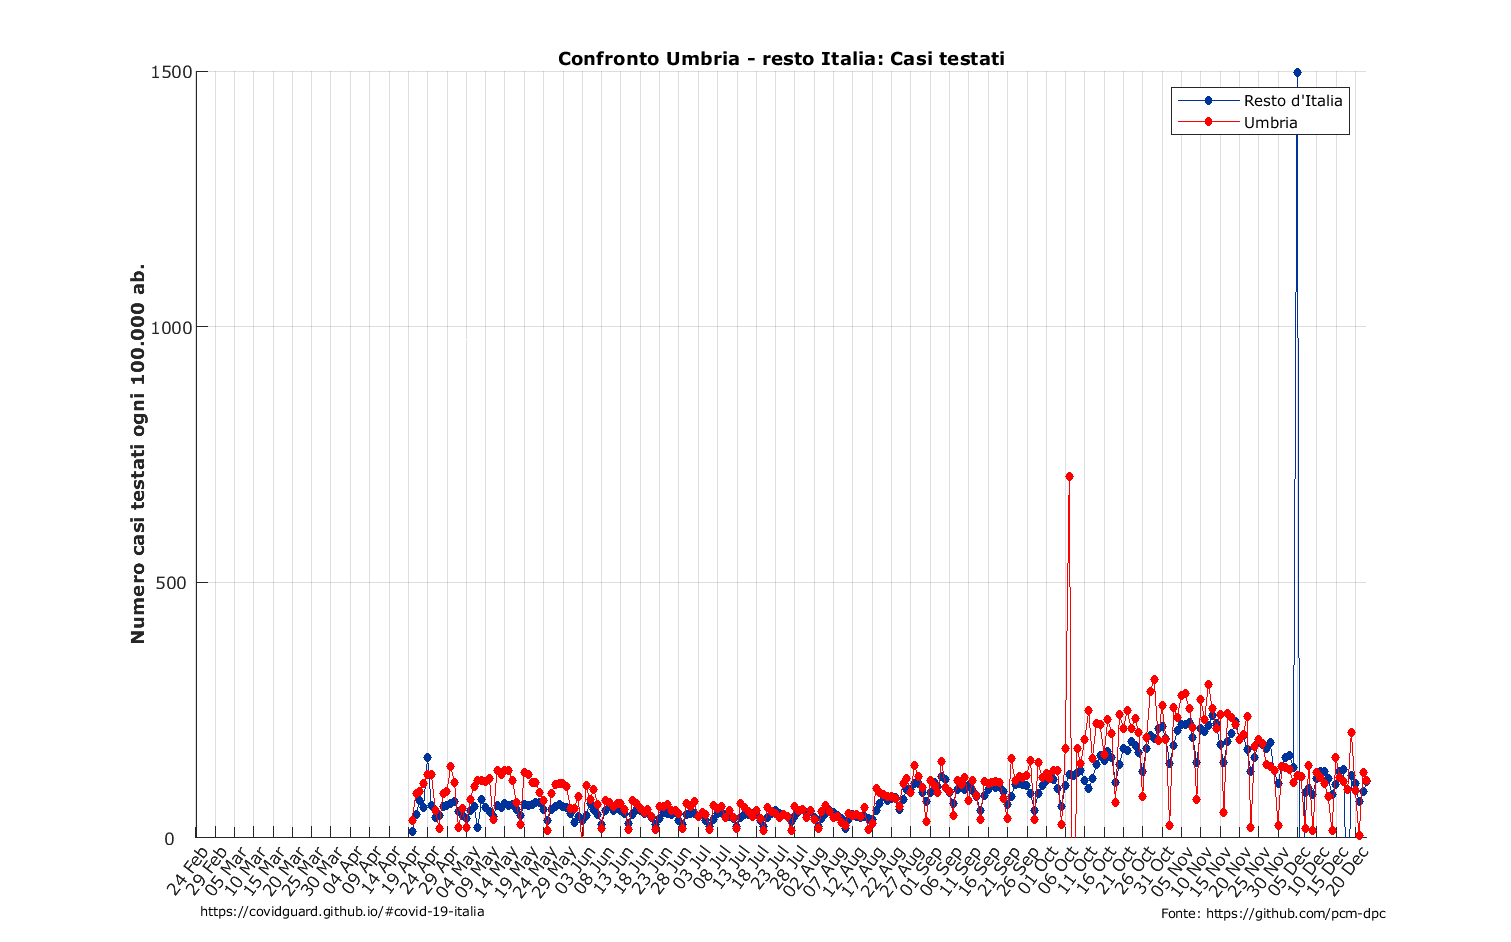 Confronto Umbria - resto Italia: Casi testati
Resto d'Italia
Umbria
Numero casi testati ogni 100.000 ab.
1500
1000
500
0
24 Feb
29 Feb
05 Mar
10 Mar
15 Mar
20 Mar
25 Mar
30 Mar
04 Apr
09 Apr
14 Apr
19 Apr
24 Apr
29 Apr
04 May
09 May
14 May
19 May
24 May
29 May
03 Jun
08 Jun
13 Jun
18 Jun
23 Jun
28 Jun
03 Jul
08 Jul
13 Jul
18 Jul
23 Jul
28 Jul
02 Aug
07 Aug
12 Aug
17 Aug
22 Aug
27 Aug
01 Sep
06 Sep
11 Sep
16 Sep
21 Sep
26 Sep
01 Oct
06 Oct
11 Oct
16 Oct
21 Oct
26 Oct
31 Oct
05 Nov
10 Nov
15 Nov
20 Nov
25 Nov
30 Nov
05 Dec
10 Dec
15 Dec
20 Dec
https://covidguard.github.io/#covid-19-italia
Fonte: https://github.com/pcm-dpc